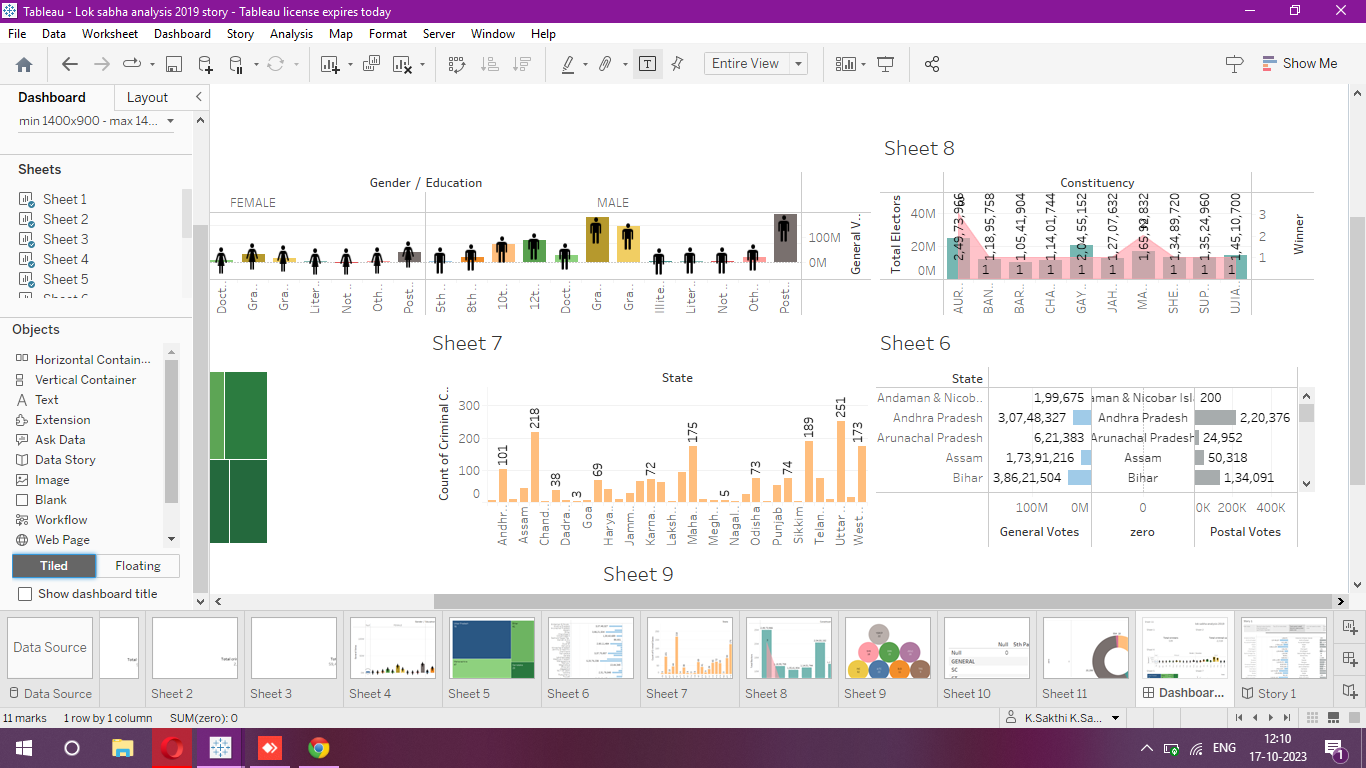 Tableau - Lok sabha analysis 2019 story - Tableau license expires today
File Data Worksheet Dashboard Story Analysis Map Format Server Window Help
Entire View
Show Me
Dashboard Layout
min 1400x900 - max 14...
Sheets
Sheet 1
Sheet 2
Sheet 3
Sheet 4
Sheet 5
Objects
Horizontal Contain...
Vertical Container
Text
Extension
Ask Data
Data Story
Image
Blank
Workflow
Web Page
Tiled Floating
Show dashboard title
Gender / Education
FEMALE MALE
100M
0M
General V..
Doct..
Gra..
Gra..
Liter..
Not ..
Oth..
Post..
5th ..
8th ..
10t..
12t..
Doct..
Gra..
Gra..
Illite..
Liter..
Not ..
Oth..
Post..
Sheet 8
Constituency
Total Electors
40M
20M
0M
2,49,73,966
1,18,95,758
1,05,41,904
1,14,01,744
2,04,55,152
1,27,07,632
1,34,89,720
1,35,24,960
1,45,10,700
1 1 1 1 1 1 1 1
3
2
1
Winner
AUR..
BAN..
BAR..
CHA..
GAY..
JAH..
MA..
SHE..
SUP..
UJIA..
Sheet 7
State
Count of Criminal C..
300
200
100
0
101
218
38
3
69
72
175
5
73
74
189
251
173
Andhr..
Assam
Chand..
Dadra..
Goa
Harya..
Jamm..
Karna..
Laksh..
Maha..
Megh..
Nagal..
Odisha
Punjab
Sikkim
Telan..
Uttar ..
West..
Sheet 6
State
Andaman & Nicob.. 1,99,675 aman & Nicobar Isl 200
Andhra Pradesh 3,07,48,327 Andhra Pradesh 2,20,376
Arunachal Pradesh 6,21,383 Arunachal Pradesh 24,952
Assam 1,73,91,216 Assam 50,318
Bihar 3,86,21,504 Bihar 1,34,091
100M 0M 0 0K 200K 400K
General Votes zero Postal Votes
Sheet 9
Data Source
Data Source Sheet 2 Sheet 3 Sheet 4 Sheet 5 Sheet 6 Sheet 7 Sheet 8 Sheet 9 Sheet 10 Sheet 11 Dashboar... Story 1
Null 5th Pa
Null 0
GENERAL
SC
11 marks 1 row by 1 column SUM(zero): 0
K.Sakthi K.Sa...
ENG
12:10
17-10-2023
1